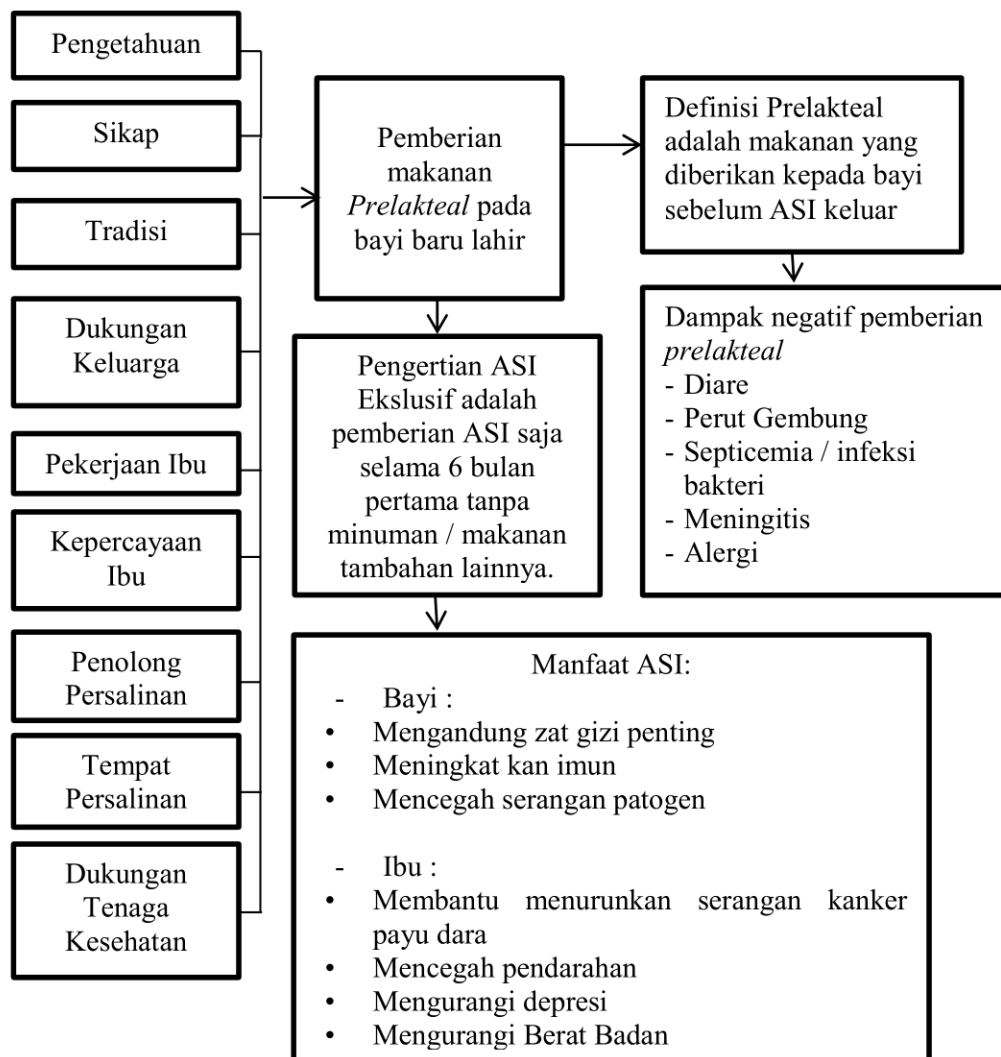 Pengetahuan
Sikap
Tradisi
Dukungan
Keluarga
Pekerjaan Ibu
Kepercayaan
Ibu
Penolong
Persalinan
Tempat
Persalinan
Dukungan
Tenaga
Kesehatan
Pemberian
makanan
Prelakteal pada
bayi baru lahir
Pengertian ASI
Ekslusif adalah
pemberian ASI saja
selama 6 bulan
pertama tanpa
minuman / makanan
tambahan lainnya.
Definisi Prelakteal
adalah makanan yang
diberikan kepada bayi
sebelum ASI keluar
Dampak negatif pemberian
prelakteal
- Diare
- Perut Gembung
- Septicemia / infeksi
bakteri
- Meningitis
- Alergi
Manfaat ASI:
- Bayi :
• Mengandung zat gizi penting
• Meningkat kan imun
• Mencegah serangan patogen
- Ibu :
• Membantu menurunkan serangan kanker
payu dara
• Mencegah pendarahan
• Mengurangi depresi
• Mengurangi Berat Badan